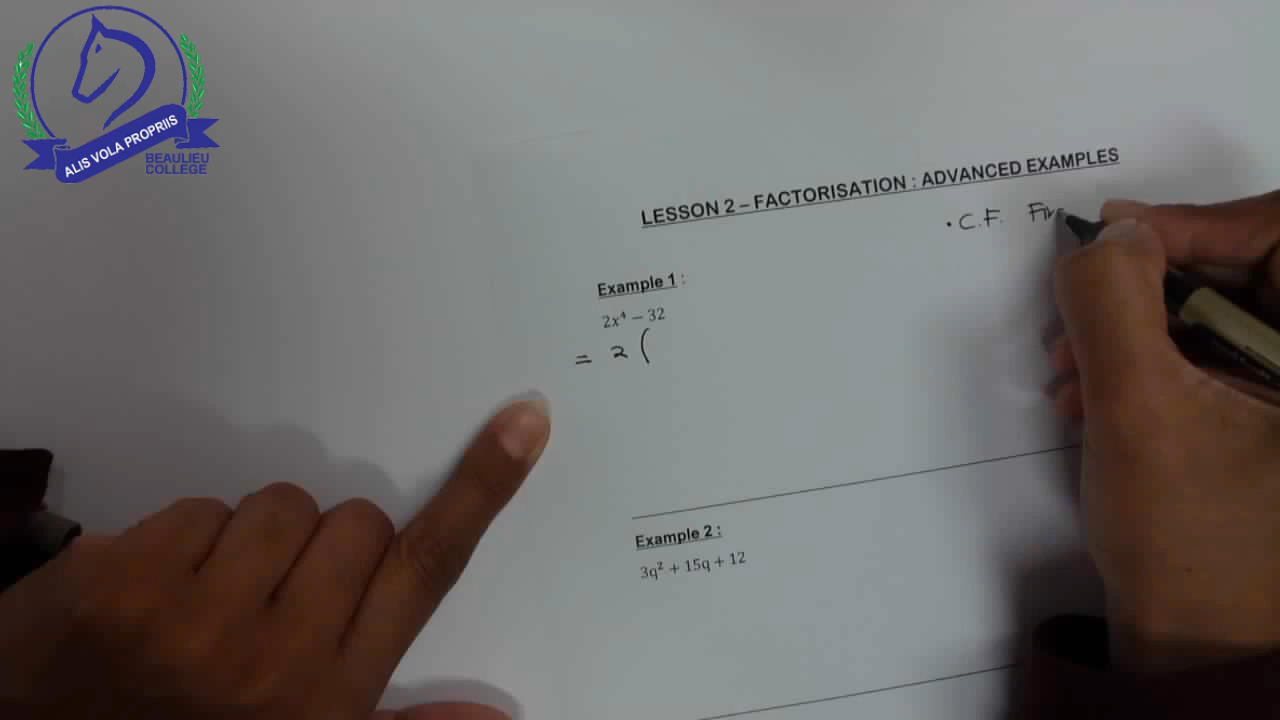 ALIS VOLA PROPRIIS
BEAULIEU
COLLEGE
LESSON 2 – FACTORISATION : ADVANCED EXAMPLES
• C.F.
Example 1 :
2x⁴ − 32
= 2 (
Example 2 :
3q² + 15q + 12